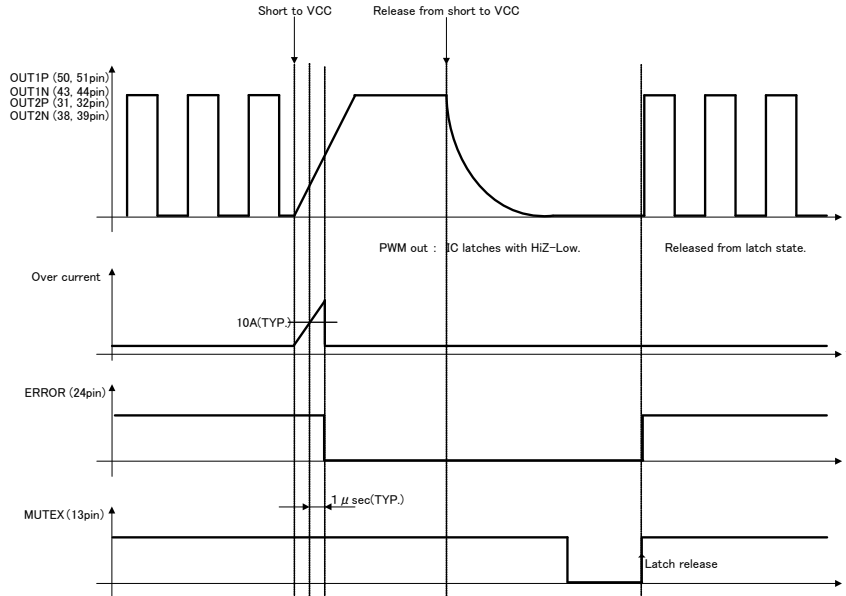 Short to VCC
Release from short to VCC
OUT1P (50, 51pin)
OUT1N (43, 44pin)
OUT2P (31, 32pin)
OUT2N (38, 39pin)
PWM out : IC latches with HiZ-Low.
Released from latch state.
Over current
10A(TYP.)
ERROR (24pin)
1 μ sec(TYP.)
MUTEX (13pin)
Latch release